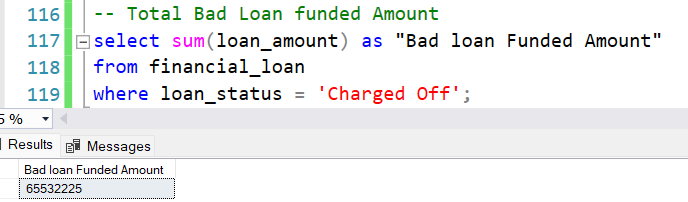 116 -- Total Bad Loan funded Amount
117 select sum(loan_amount) as "Bad loan Funded Amount"
118 from financial_loan
119 where loan_status = 'Charged Off';
5 %
Results Messages
Bad loan Funded Amount
65532225